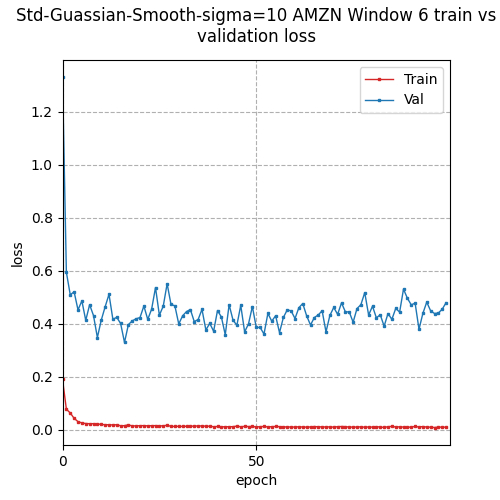 Std-Guassian-Smooth-sigma=10 AMZN Window 6 train vs
validation loss
Train
Val
1.2
1.0
0.8
0.6
0.4
0.2
0.0
loss
0
50
epoch